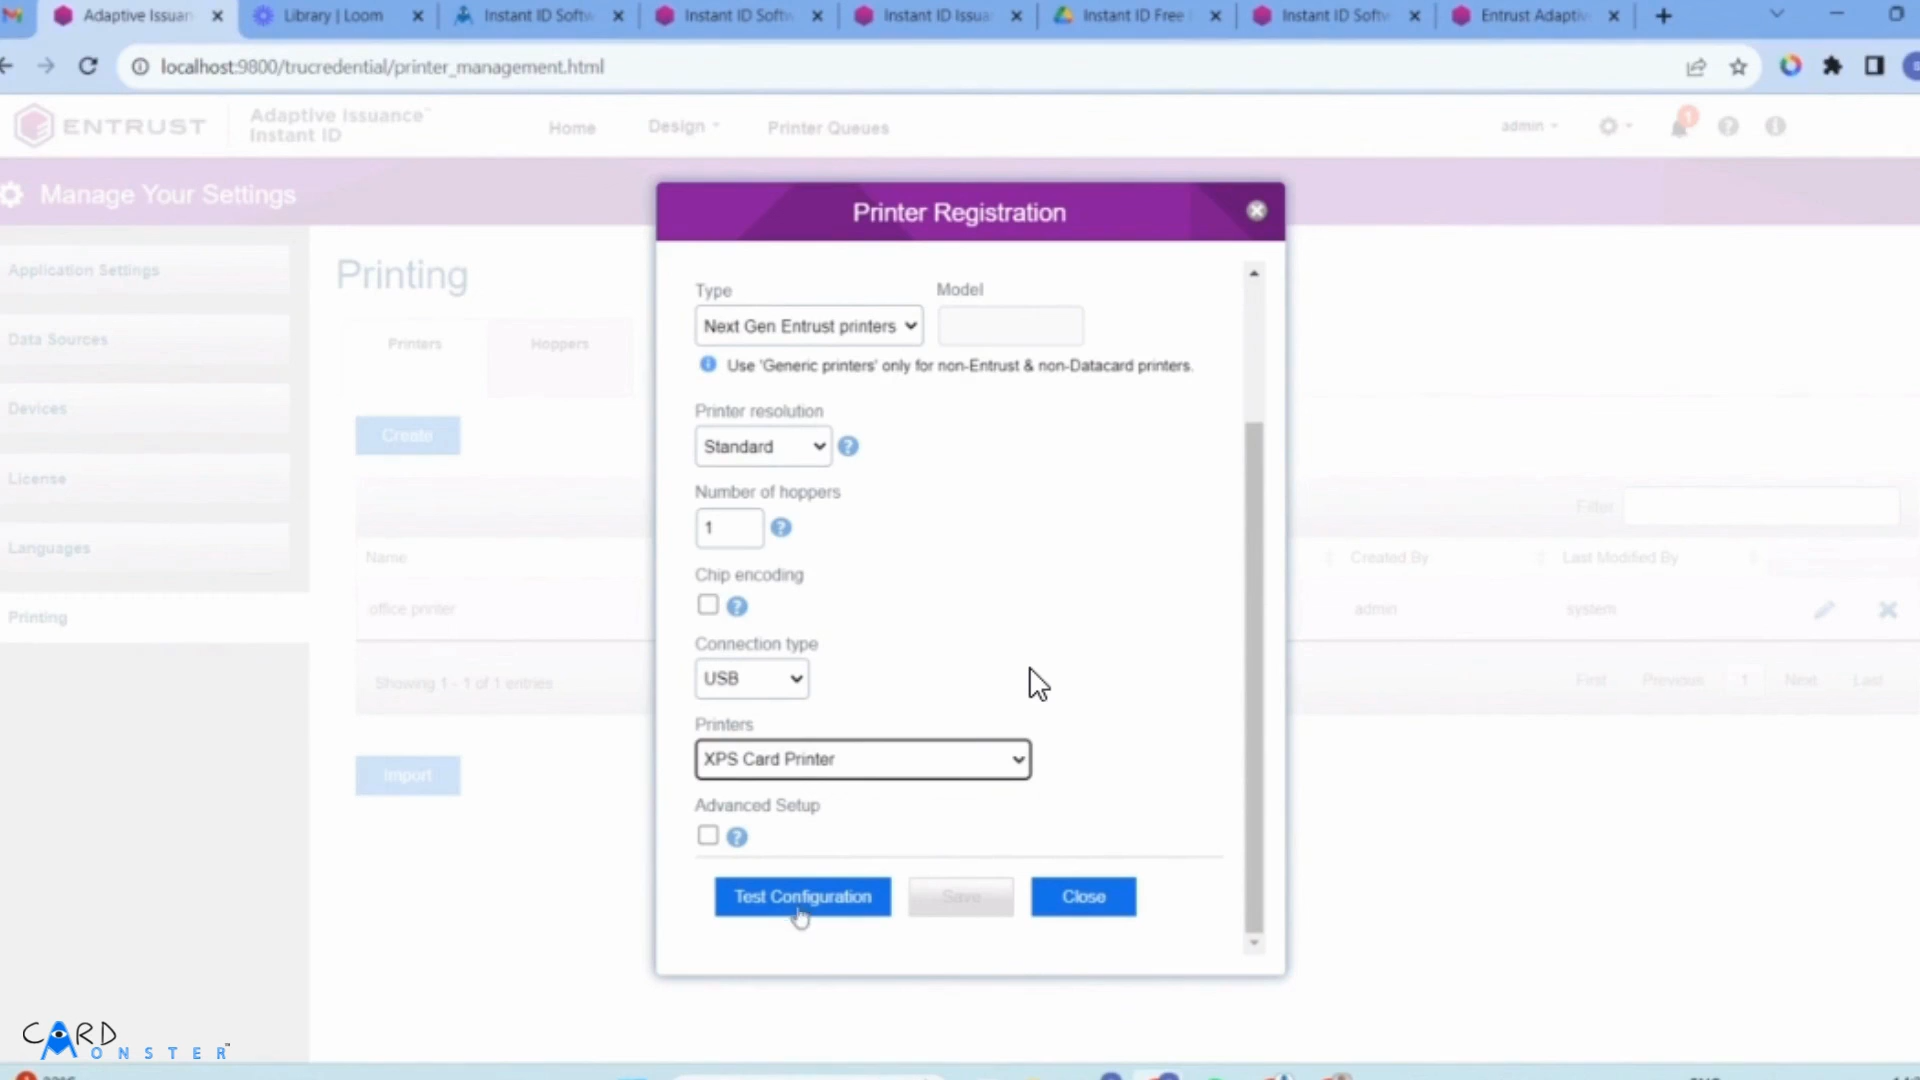 Adaptive Issuan
Library | Loom
Instant ID Softw
Instant ID Softw
Instant ID Issua
Instant ID Free
Instant ID Softw
Entrust Adaptiv
localhost:9800/trucredential/printer_management.html
ENTRUST
Adaptive Issuance™
Instant ID
Home
Design
Printer Queues
admin
1
Manage Your Settings
Printer Registration
Application Settings
Data Sources
Devices
License
Languages
Printing
Printing
Printers
Hoppers
Create
Filter
Name
Created By
Last Modified By
office printer
admin
system
Showing 1 - 1 of 1 entries
First
Previous
1
Next
Last
Import
Type
Model
Next Gen Entrust printers
Use 'Generic printers' only for non-Entrust & non-Datacard printers.
Printer resolution
Standard
Number of hoppers
1
Chip encoding
Connection type
USB
Printers
XPS Card Printer
Advanced Setup
Test Configuration
Save
Close
CARD
MONSTER™